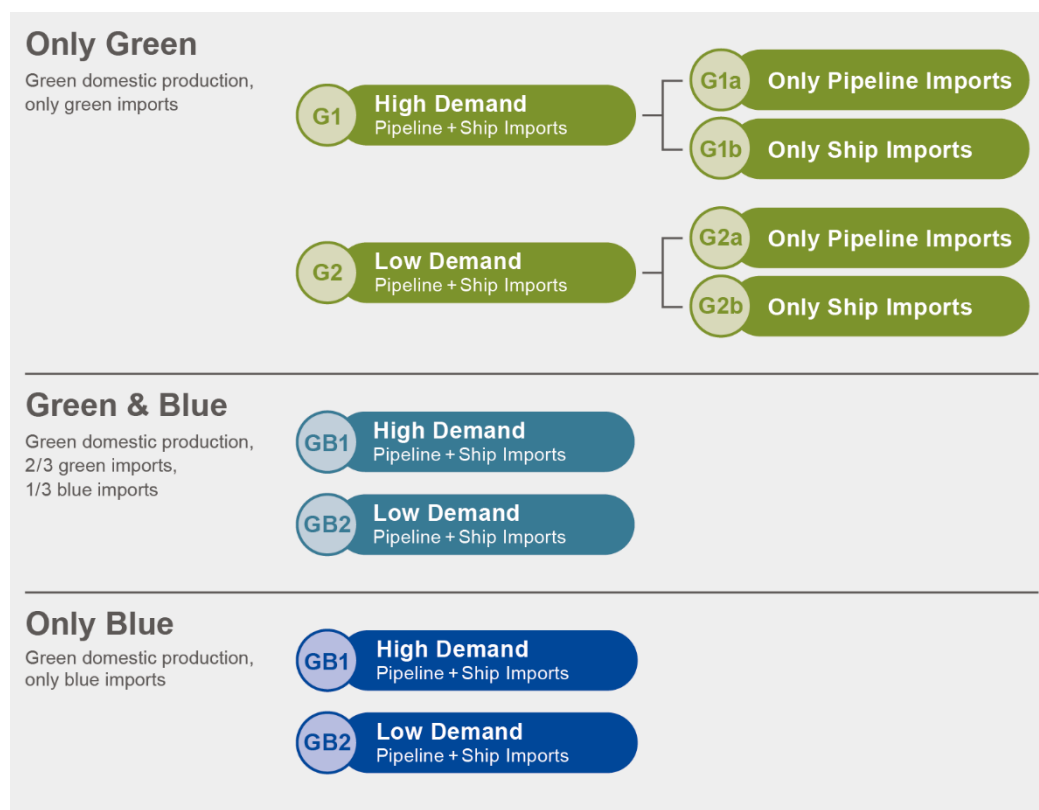 Only Green
Green domestic production,
only green imports
G1
High Demand
Pipeline + Ship Imports
G1a
Only Pipeline Imports
G1b
Only Ship Imports
G2
Low Demand
Pipeline + Ship Imports
G2a
Only Pipeline Imports
G2b
Only Ship Imports
Green & Blue
Green domestic production,
2/3 green imports,
1/3 blue imports
GB1
High Demand
Pipeline + Ship Imports
GB2
Low Demand
Pipeline + Ship Imports
Only Blue
Green domestic production,
only blue imports
GB1
High Demand
Pipeline + Ship Imports
GB2
Low Demand
Pipeline + Ship Imports